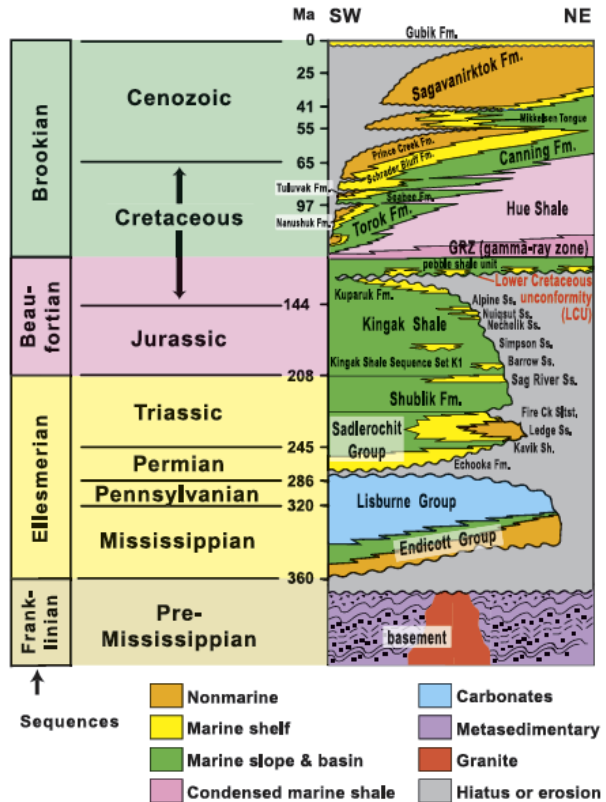 Ma SW NE
Gubik Fm.
0
Sagavanirktok Fm.
25
Cenozoic
41
Mikkelsen Tongue
55
Brookian
Prince Creek Fm.
65
Schrader Bluff Fm.
Canning Fm.
Tuluvak Fm.
Seabee Fm.
97
Hue Shale
Cretaceous
Nanushuk Fm.
Torok Fm.
GRZ (gamma-ray zone)
pebble shale unit
Lower Cretaceous
unconformity
(LCU)
Kuparuk Fm.
144
Alpine Ss.
Nuiqsut Ss.
Nechelik Ss.
Beau-
fortian
Kingak Shale
Jurassic
Simpson Ss.
Kingak Shale Sequence Set K1
Barrow Ss.
208
Sag River Ss.
Shublik Fm.
Triassic
Fire Ck Sltst.
Sadlerochit
Group
Ledge Ss.
245
Kavik Sh.
Permian
Echooka Fm.
286
Ellesmerian
Pennsylvanian
Lisburne Group
320
Mississippian
Endicott Group
360
Frank-
linian
Pre-
Mississippian
basement
Sequences
Nonmarine
Marine shelf
Marine slope & basin
Condensed marine shale
Carbonates
Metasedimentary
Granite
Hiatus or erosion